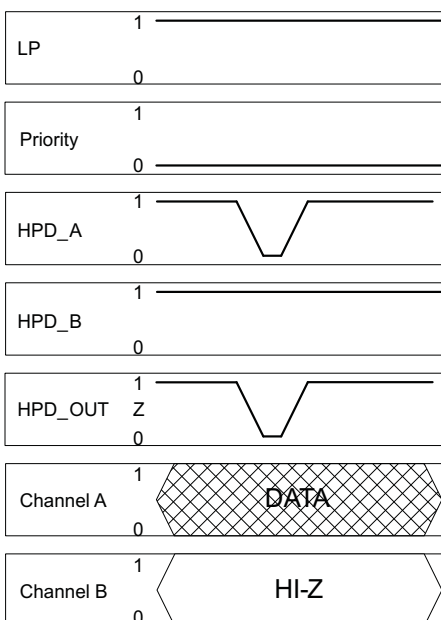 1
LP
0
1
Priority
0
1
HPD_A
0
1
HPD_B
0
1
HPD_OUT Z
0
1
Channel A DATA
0
1
Channel B HI-Z
0